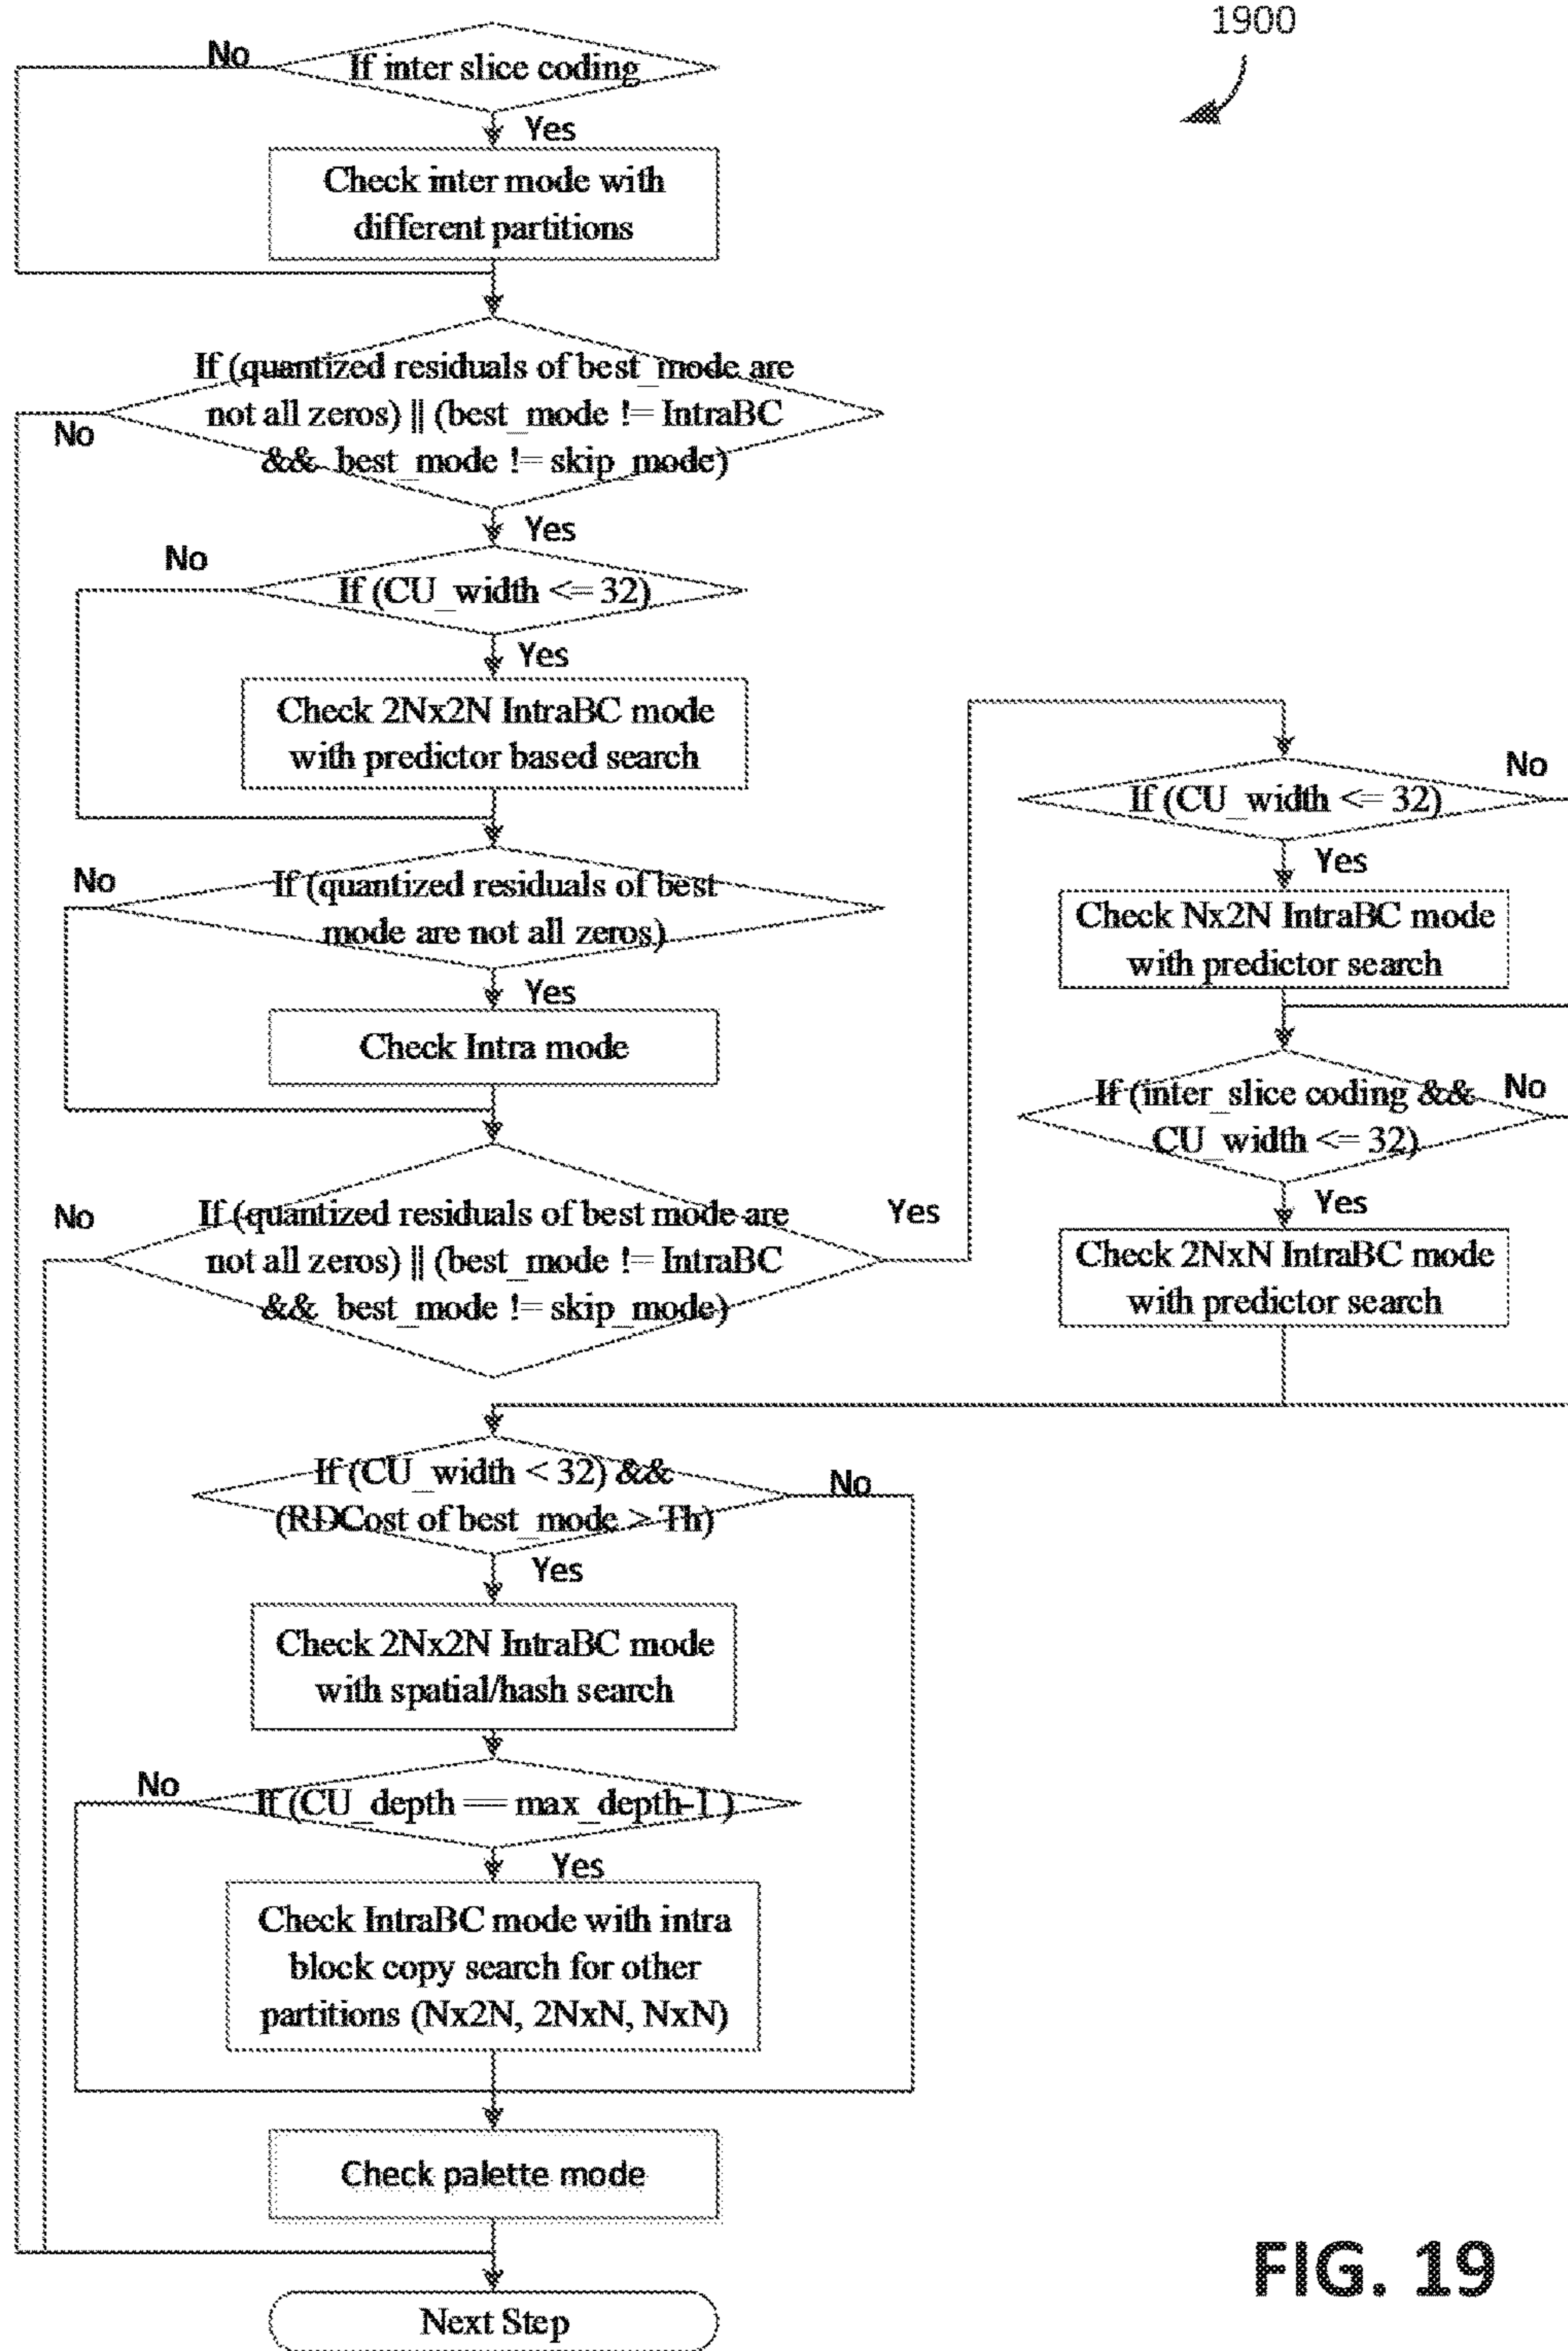 1900
If inter slice coding
No
Yes
Check inter mode with
different partitions
If (quantized residuals of best_mode are
not all zeros) || (best_mode != IntraBC
&& best_mode != skip_mode)
No
Yes
If (CU_width <= 32)
No
Yes
Check 2Nx2N IntraBC mode
with predictor based search
If (quantized residuals of best
mode are not all zeros)
No
Yes
Check Intra mode
If (quantized residuals of best mode are
not all zeros) || (best_mode != IntraBC
&& best_mode != skip_mode)
No
Yes
If (CU_width <= 32)
No
Yes
Check Nx2N IntraBC mode
with predictor search
If (inter_slice coding &&
CU_width <= 32)
No
Yes
Check 2NxN IntraBC mode
with predictor search
If (CU_width < 32) &&
(RDCost of best_mode > Th)
No
Yes
Check 2Nx2N IntraBC mode
with spatial/hash search
If (CU_depth == max_depth-1 )
No
Yes
Check IntraBC mode with intra
block copy search for other
partitions (Nx2N, 2NxN, NxN)
Check palette mode
Next Step
FIG. 19